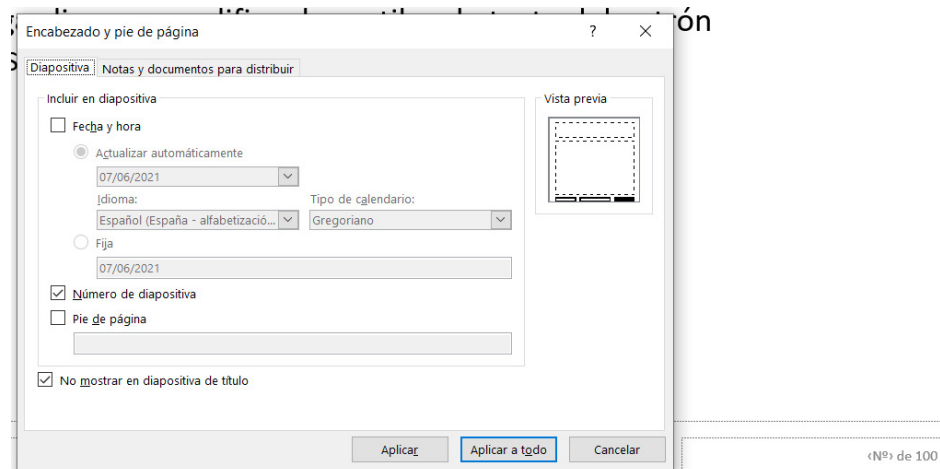 Encabezado y pie de página
?
rón
Diapositiva
Notas y documentos para distribuir
Incluir en diapositiva
Fecha y hora
Actualizar automáticamente
07/06/2021
Idioma:
Tipo de calendario:
Español (España - alfabetizació...
Gregoriano
Fija
07/06/2021
Número de diapositiva
Pie de página
No mostrar en diapositiva de título
Vista previa
Aplicar
Aplicar a todo
Cancelar
‹Nº› de 100